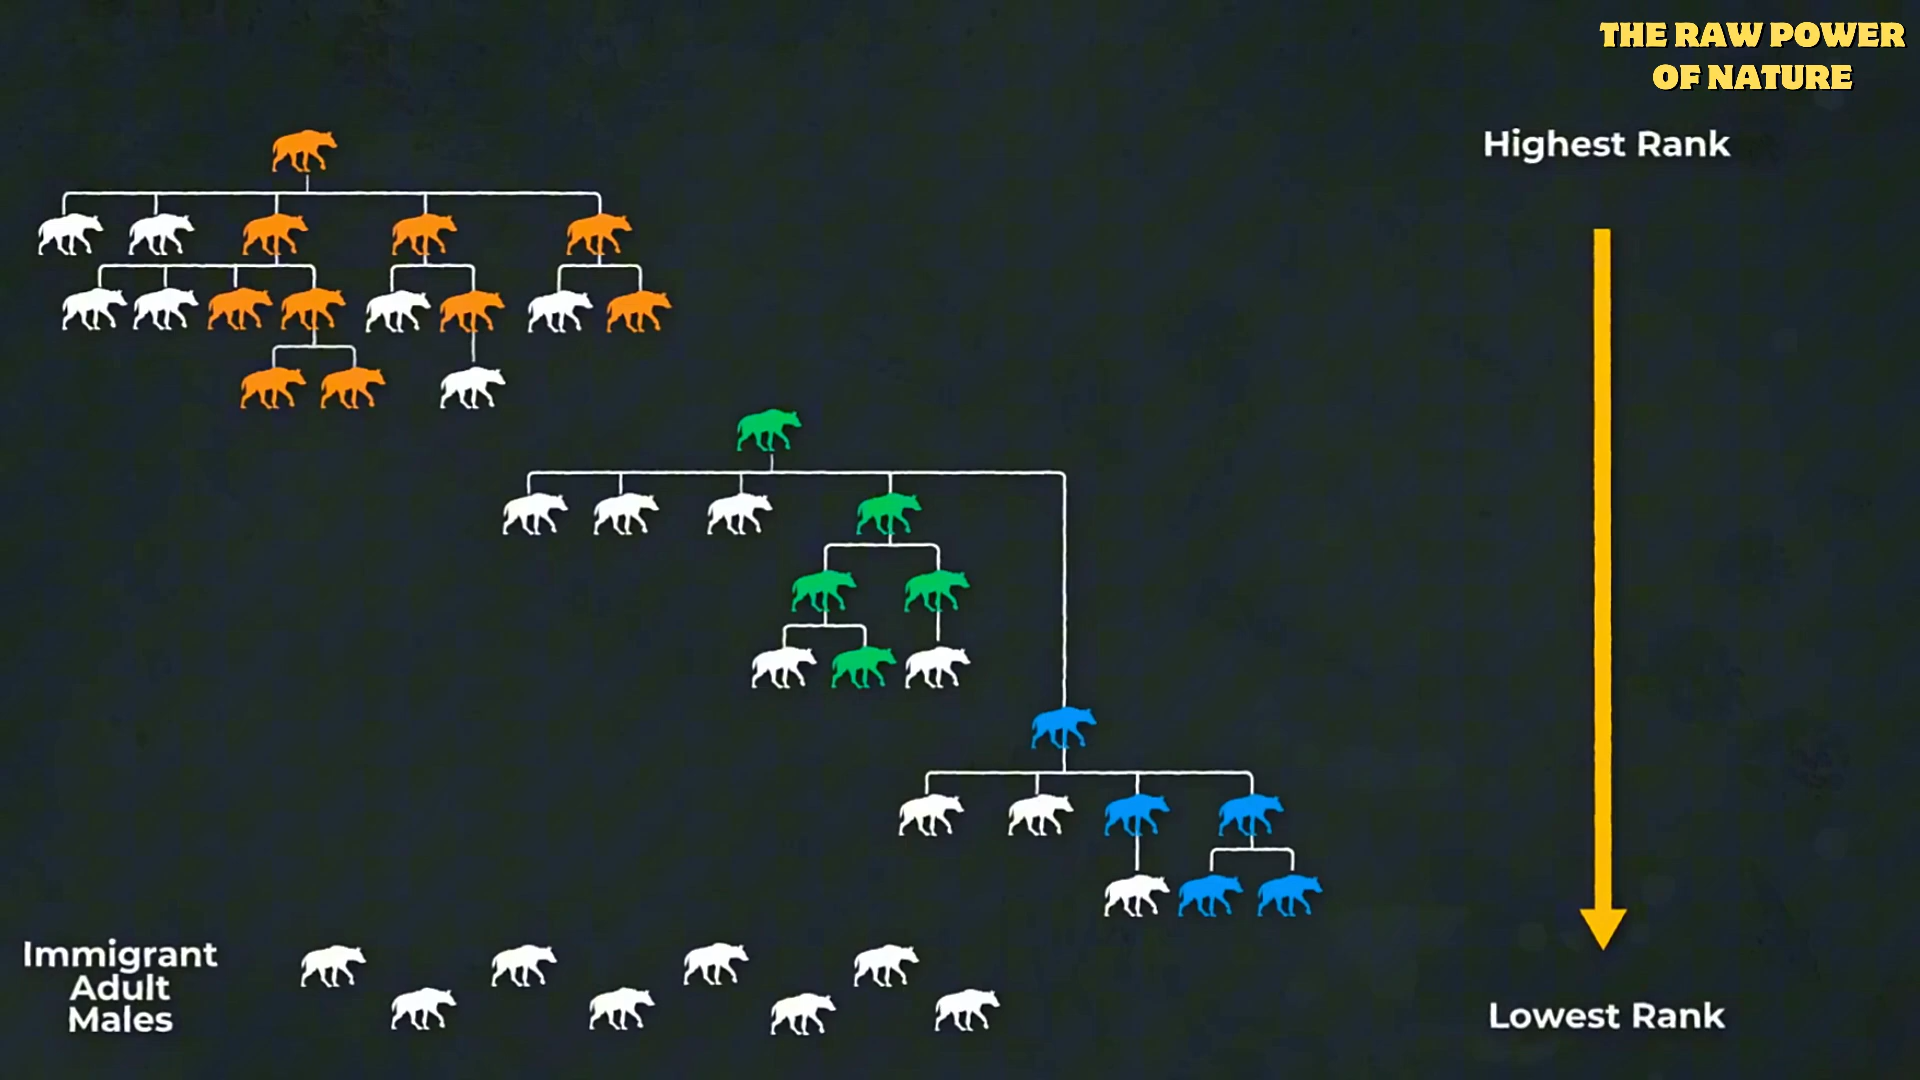 THE RAW POWER
OF NATURE
Highest Rank
Immigrant
Adult
Males
Lowest Rank